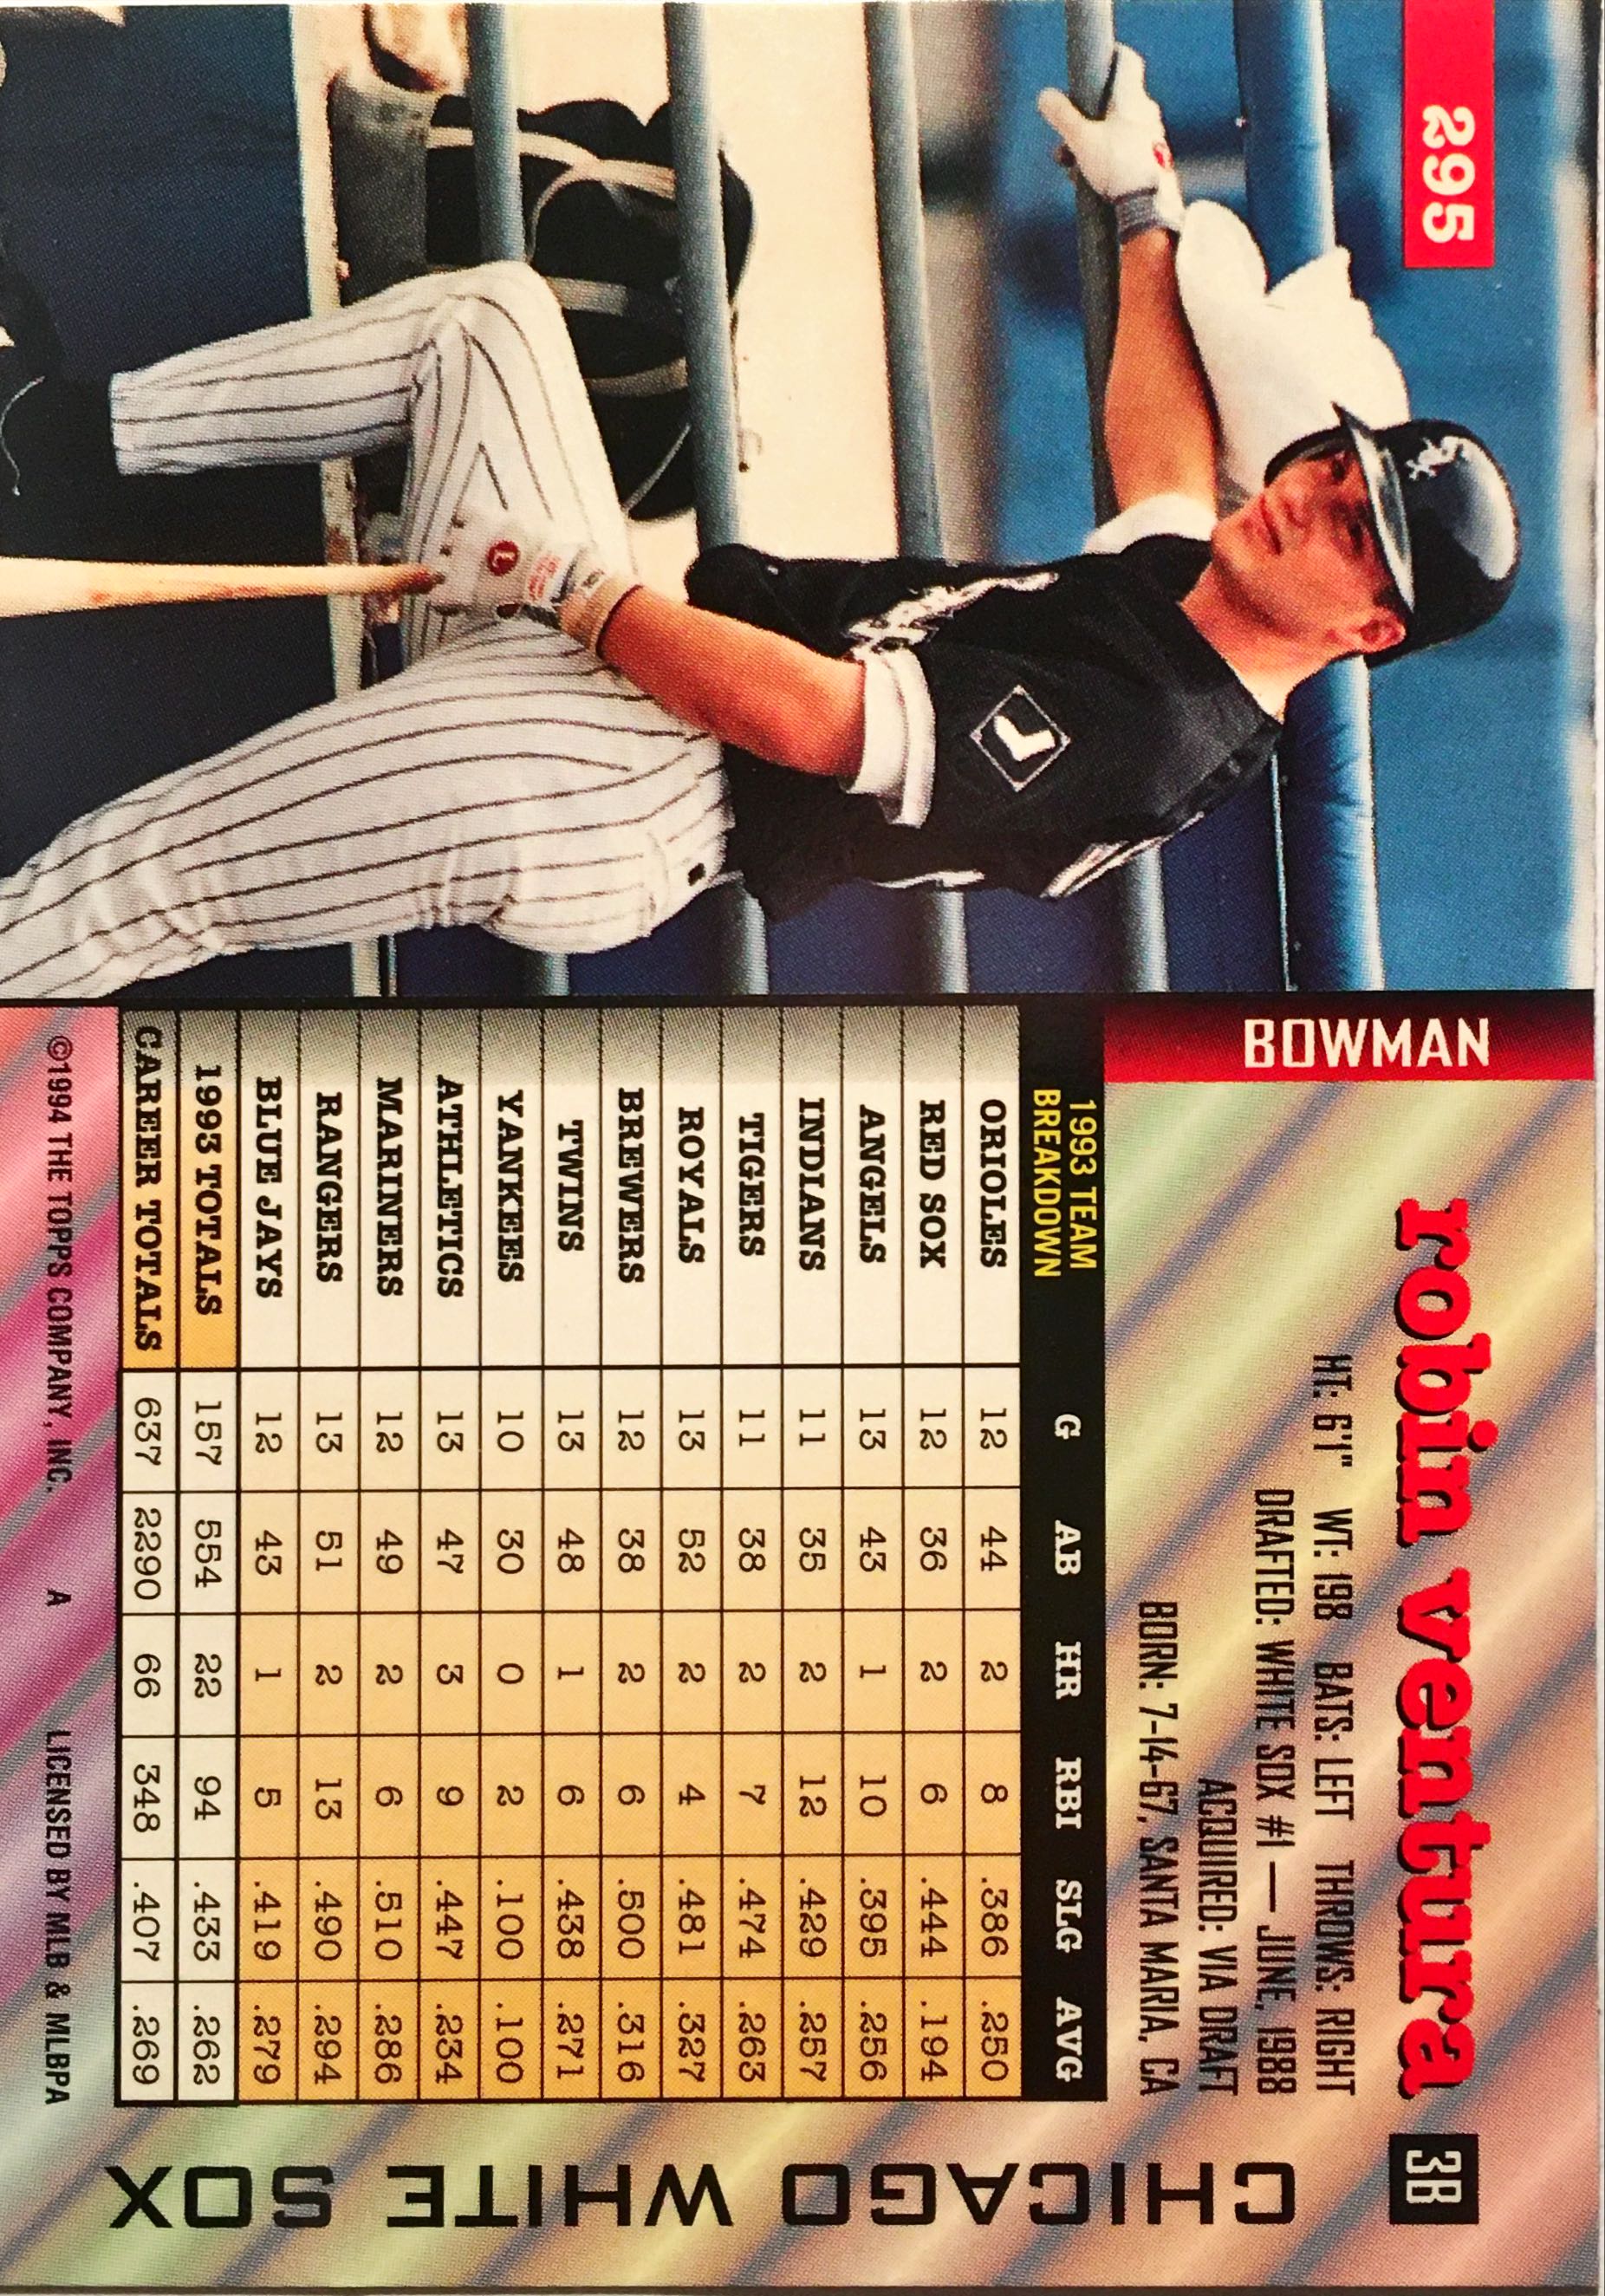 295
BOWMAN
robin ventura 3B
HT: 6'1" WT: 198 BATS: LEFT THROWS: RIGHT
DRAFTED: WHITE SOX #1 — JUNE, 1988
ACQUIRED: VIA DRAFT
BORN: 7-14-67, SANTA MARIA, CA
1993 TEAM
BREAKDOWN G AB HR RBI SLG AVG
ORIOLES 12 44 2 8 .386 .250
RED SOX 12 36 2 6 .444 .194
ANGELS 13 43 1 10 .395 .256
INDIANS 11 35 2 12 .429 .257
TIGERS 11 38 2 7 .474 .263
ROYALS 13 52 2 4 .481 .327
BREWERS 12 38 2 6 .500 .316
TWINS 13 48 1 6 .438 .271
YANKEES 10 30 0 2 .100 .100
ATHLETICS 13 47 3 9 .447 .234
MARINERS 12 49 2 6 .510 .286
RANGERS 13 51 2 13 .490 .294
BLUE JAYS 12 43 1 5 .419 .279
1993 TOTALS 157 554 22 94 .433 .262
CAREER TOTALS 637 2290 66 348 .407 .269
©1994 THE TOPPS COMPANY, INC. A LICENSED BY MLB & MLBPA
CHICAGO WHITE SOX